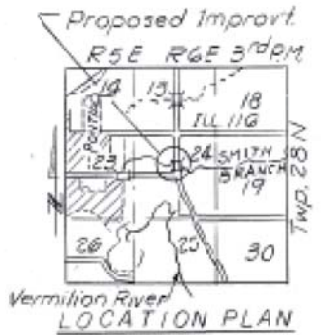 Proposed Improv't.
R5E R6E 3rd P.M.
14 13 18
ILL 116
PONTIAC
23 24 SMITH
BRANCH
19
Twp. 28 N
26 25 30
Vermilion River
LOCATION PLAN